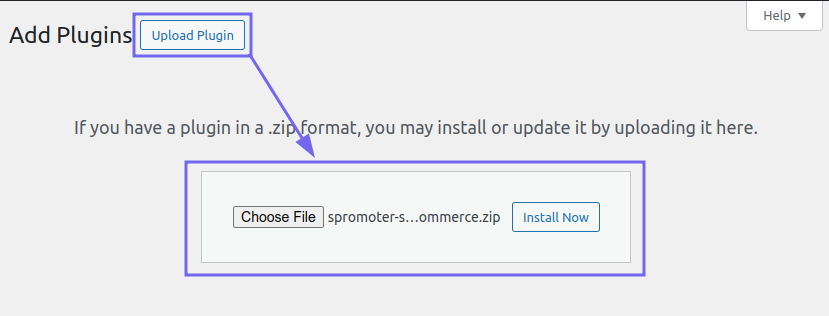 Help ▼
Add Plugins Upload Plugin
If you have a plugin in a .zip format, you may install or update it by uploading it here.
Choose File spromoter-s...ommerce.zip Install Now